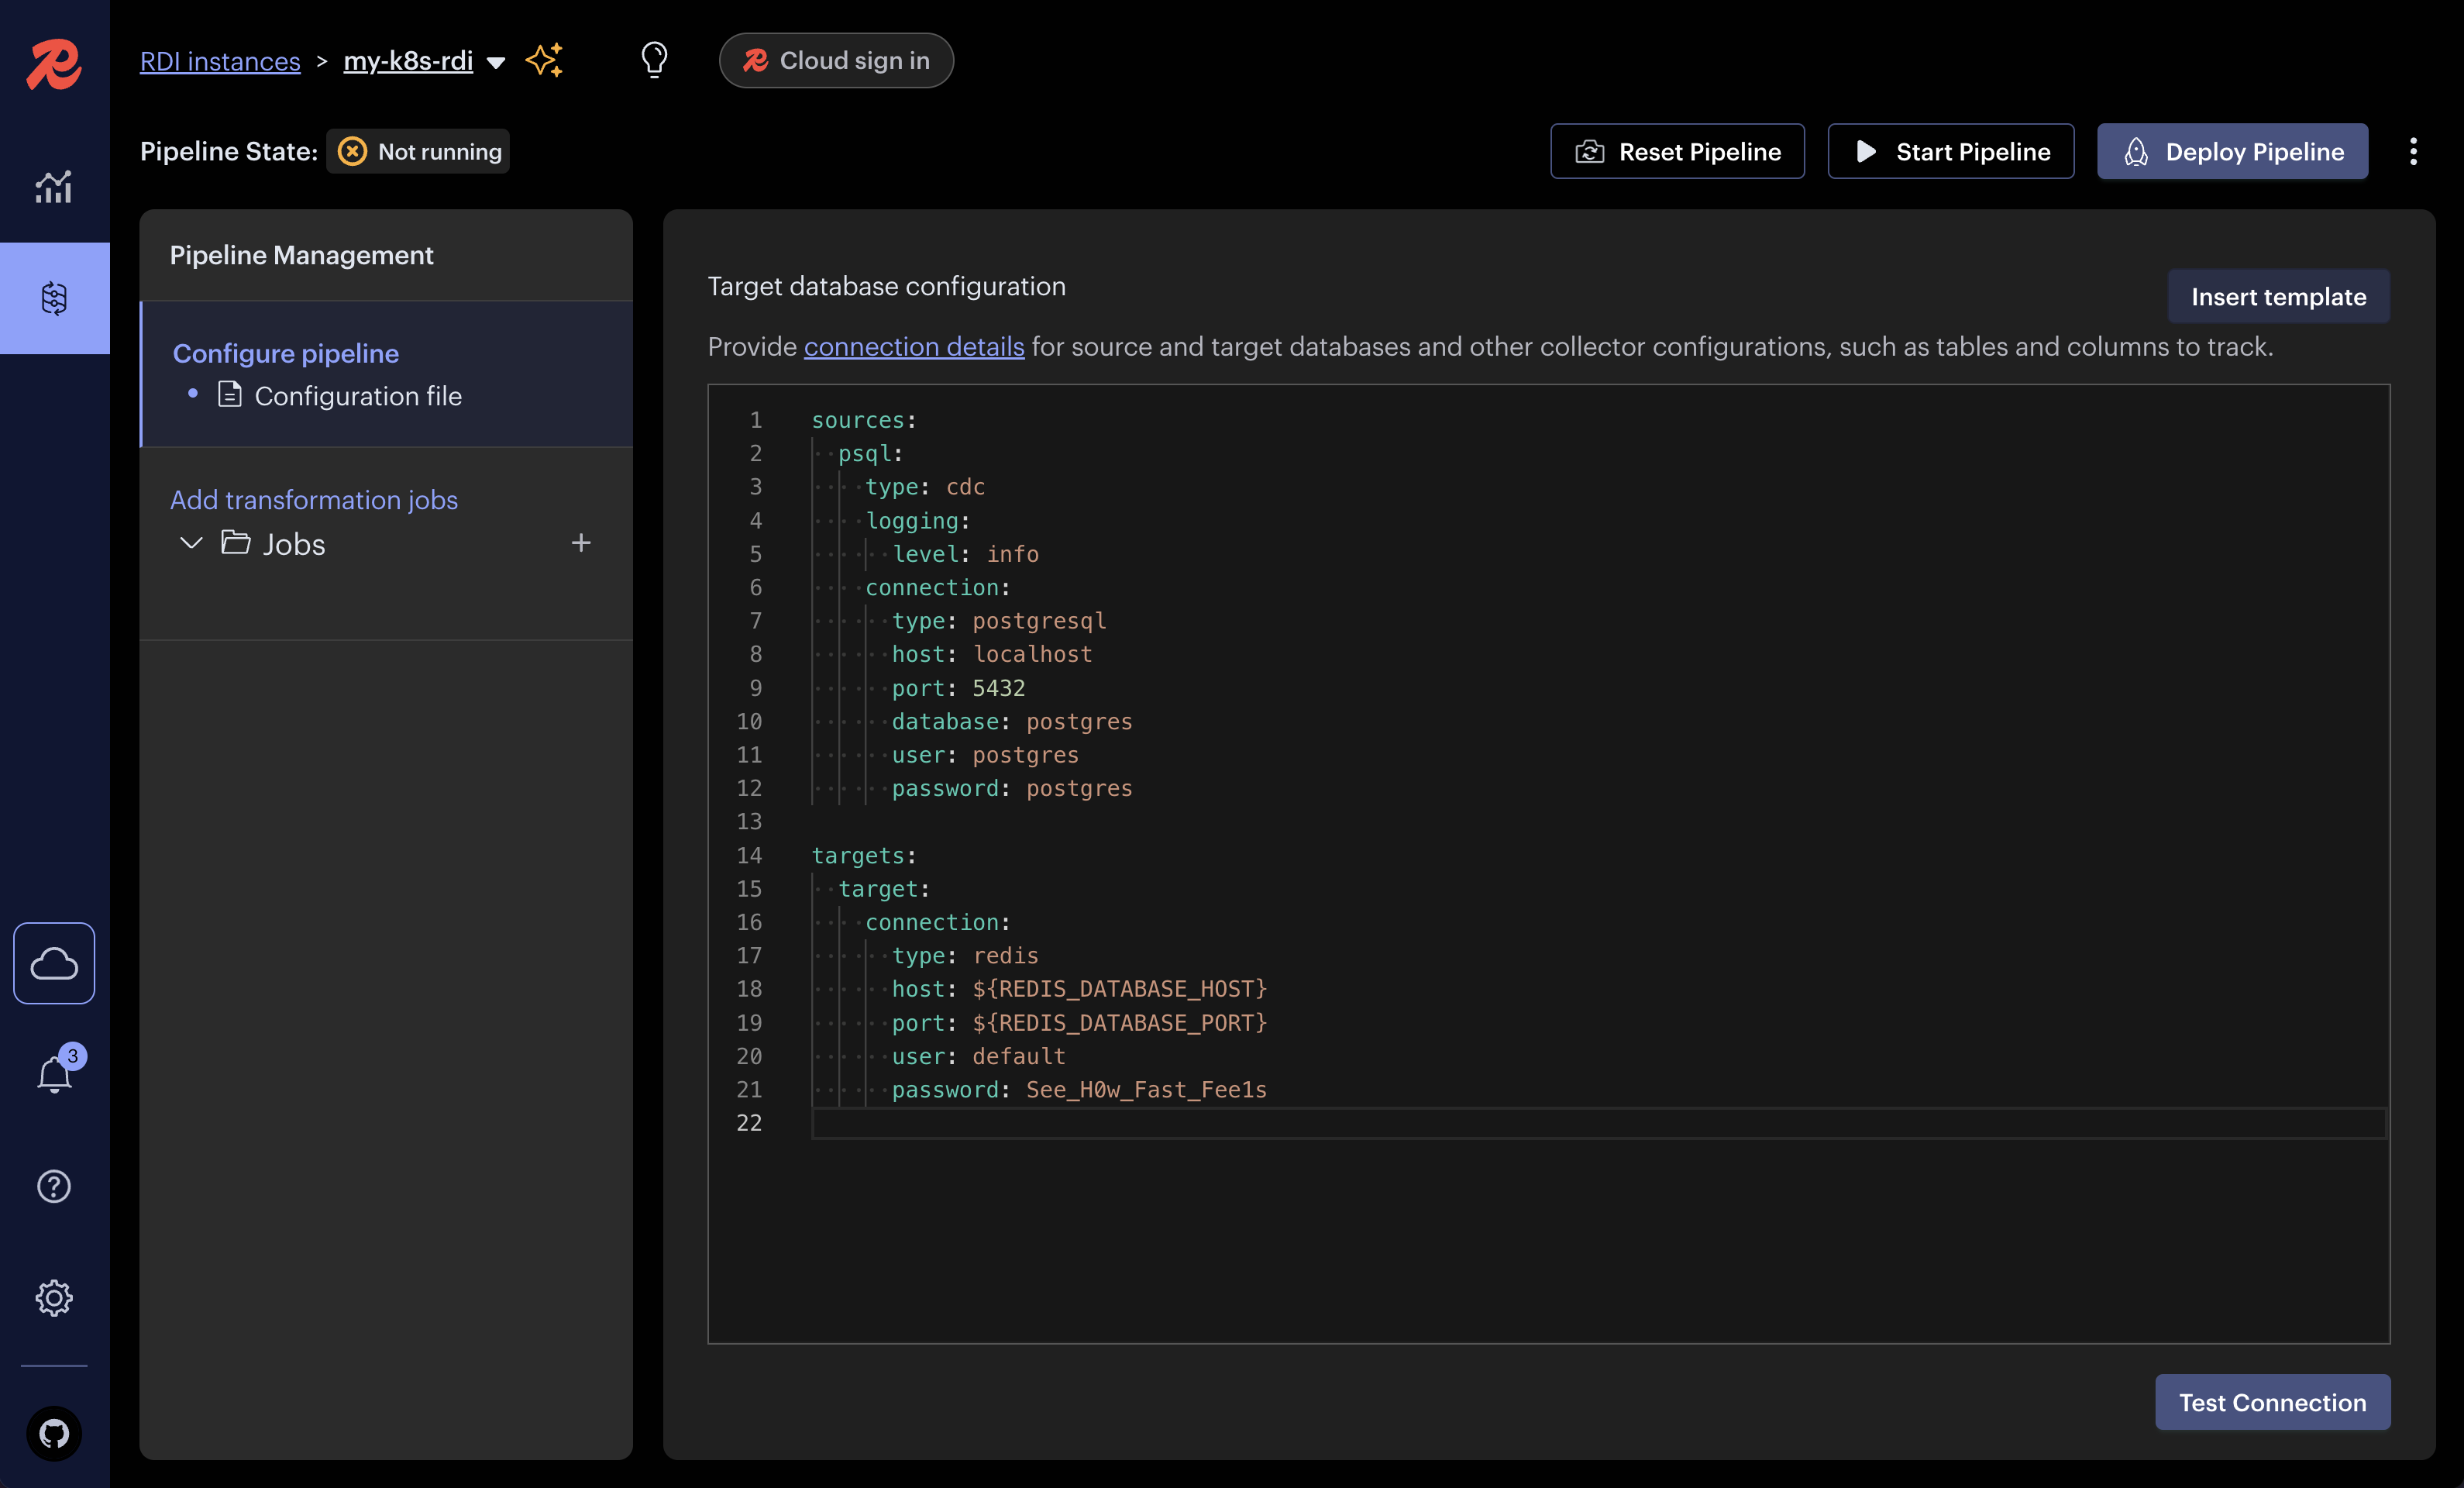 RDI instances > my-k8s-rdi
Cloud sign in
Pipeline State: Not running
Reset Pipeline
Start Pipeline
Deploy Pipeline
Pipeline Management
Configure pipeline
Configuration file
Add transformation jobs
Jobs
+
Target database configuration
Insert template
Provide connection details for source and target databases and other collector configurations, such as tables and columns to track.
1 sources:
2   psql:
3     type: cdc
4     logging:
5       level: info
6     connection:
7       type: postgresql
8       host: localhost
9       port: 5432
10       database: postgres
11       user: postgres
12       password: postgres
13
14 targets:
15   target:
16     connection:
17       type: redis
18       host: ${REDIS_DATABASE_HOST}
19       port: ${REDIS_DATABASE_PORT}
20       user: default
21       password: See_H0w_Fast_Fee1s
22
Test Connection
3